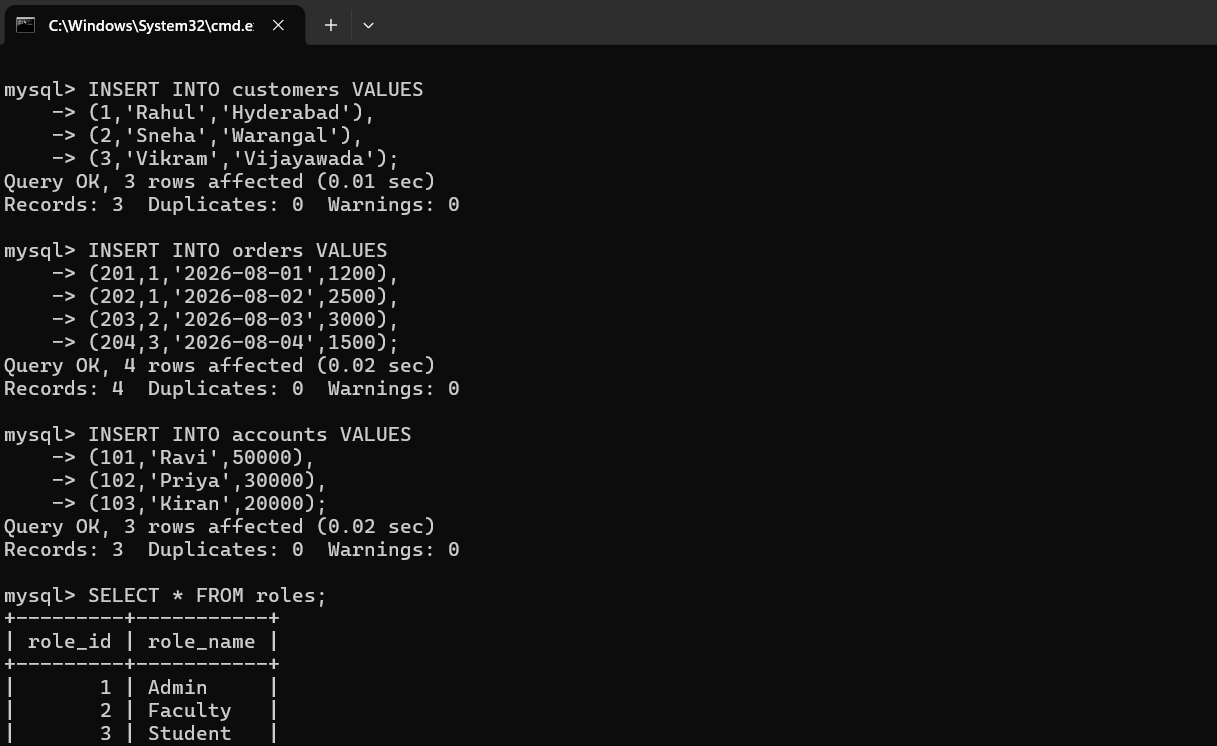 C:\Windows\System32\cmd.e
mysql> INSERT INTO customers VALUES
    -> (1,'Rahul','Hyderabad'),
    -> (2,'Sneha','Warangal'),
    -> (3,'Vikram','Vijayawada');
Query OK, 3 rows affected (0.01 sec)
Records: 3  Duplicates: 0  Warnings: 0
mysql> INSERT INTO orders VALUES
    -> (201,1,'2026-08-01',1200),
    -> (202,1,'2026-08-02',2500),
    -> (203,2,'2026-08-03',3000),
    -> (204,3,'2026-08-04',1500);
Query OK, 4 rows affected (0.02 sec)
Records: 4  Duplicates: 0  Warnings: 0
mysql> INSERT INTO accounts VALUES
    -> (101,'Ravi',50000),
    -> (102,'Priya',30000),
    -> (103,'Kiran',20000);
Query OK, 3 rows affected (0.02 sec)
Records: 3  Duplicates: 0  Warnings: 0
mysql> SELECT * FROM roles;
+---------+-----------+
| role_id | role_name |
+---------+-----------+
|       1 | Admin     |
|       2 | Faculty   |
|       3 | Student   |